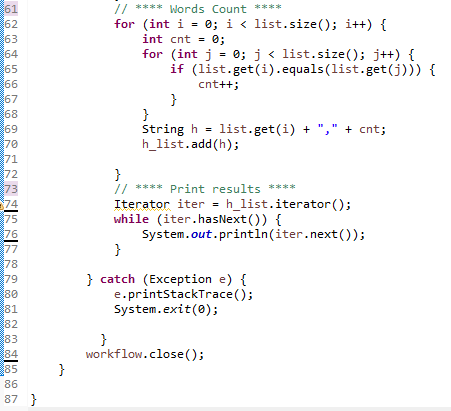 61 // **** Words Count ****
62 for (int i = 0; i < list.size(); i++) {
63 int cnt = 0;
64 for (int j = 0; j < list.size(); j++) {
65 if (list.get(i).equals(list.get(j))) {
66 cnt++;
67 }
68 }
69 String h = list.get(i) + "," + cnt;
70 h_list.add(h);
71
72 }
73 // **** Print results ****
74 Iterator iter = h_list.iterator();
75 while (iter.hasNext()) {
76 System.out.println(iter.next());
77 }
78
79 } catch (Exception e) {
80 e.printStackTrace();
81 System.exit(0);
82
83 }
84 workflow.close();
85 }
86
87 }